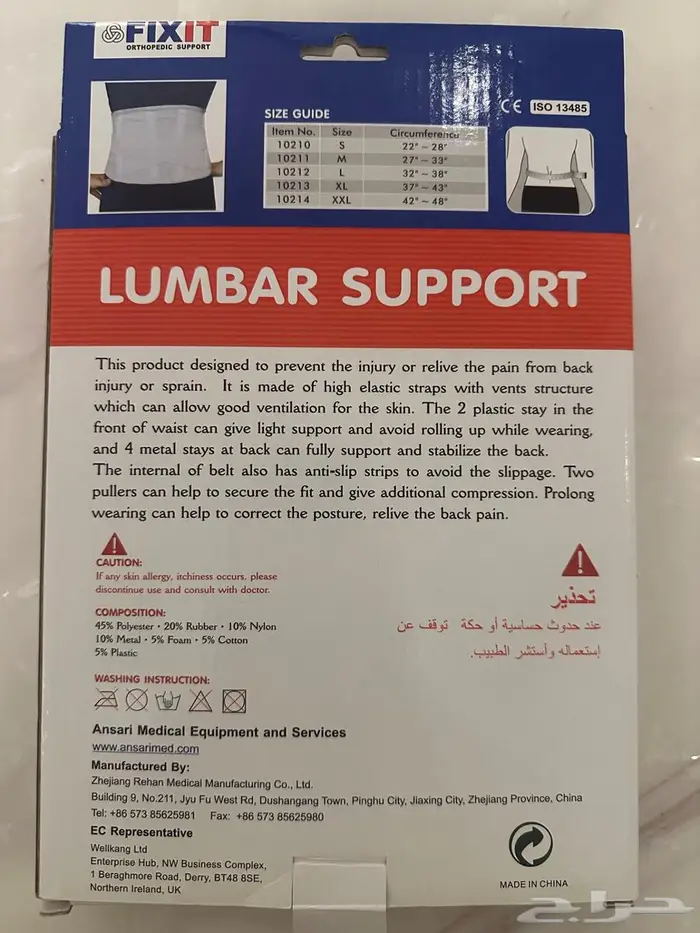 FIXIT
ORTHOPEDIC SUPPORT
SIZE GUIDE
Item No. Size Circumference
10210 S 22" ~ 28"
10211 M 27" ~ 33"
10212 L 32" ~ 38"
10213 XL 37" ~ 43"
10214 XXL 42" ~ 48"
CE ISO 13485
LUMBAR SUPPORT
This product designed to prevent the injury or relive the pain from back
injury or sprain. It is made of high elastic straps with vents structure
which can allow good ventilation for the skin. The 2 plastic stay in the
front of waist can give light support and avoid rolling up while wearing,
and 4 metal stays at back can fully support and stabilize the back.
The internal of belt also has anti-slip strips to avoid the slippage. Two
pullers can help to secure the fit and give additional compression. Prolong
wearing can help to correct the posture, relive the back pain.
CAUTION:
If any skin allergy, itchiness occurs, please
discontinue use and consult with doctor.
تحذير
عند حدوث حساسية أو حكة توقف عن
إستعماله وأستشر الطبيب.
COMPOSITION:
45% Polyester • 20% Rubber • 10% Nylon
10% Metal • 5% Foam • 5% Cotton
5% Plastic
WASHING INSTRUCTION:
Ansari Medical Equipment and Services
www.ansarimed.com
Manufactured By:
Zhejiang Rehan Medical Manufacturing Co., Ltd.
Building 9, No.211, Jyu Fu West Rd, Dushangang Town, Pinghu City, Jiaxing City, Zhejiang Province, China
Tel: +86 573 85625981 Fax: +86 573 85625980
EC Representative
Wellkang Ltd
Enterprise Hub, NW Business Complex,
1 Beraghmore Road, Derry, BT48 8SE,
Northern Ireland, UK
MADE IN CHINA
حراج